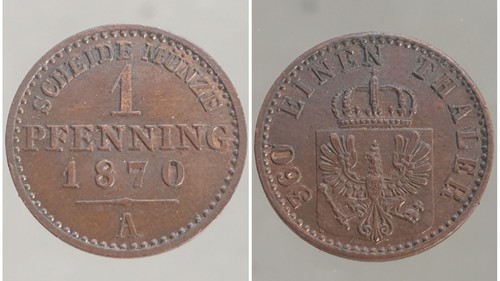 SCHEIDE MÜNZE
1
PFENNING
1870
A
360 EINEN THALER